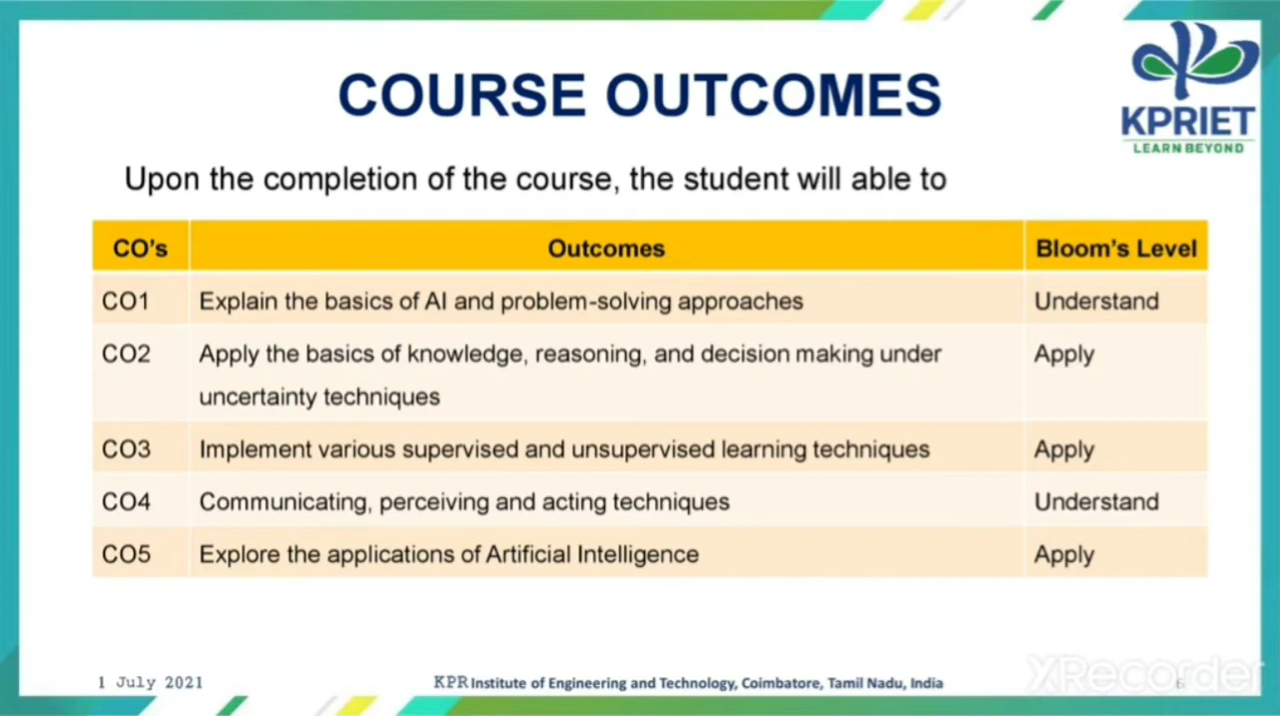 COURSE OUTCOMES
KPRIET
LEARN BEYOND
Upon the completion of the course, the student will able to
CO's Outcomes Bloom's Level
CO1 Explain the basics of AI and problem-solving approaches Understand
CO2 Apply the basics of knowledge, reasoning, and decision making under Apply
uncertainty techniques
CO3 Implement various supervised and unsupervised learning techniques Apply
CO4 Communicating, perceiving and acting techniques Understand
CO5 Explore the applications of Artificial Intelligence Apply
1 July 2021 KPR Institute of Engineering and Technology, Coimbatore, Tamil Nadu, India 6
XRecorder